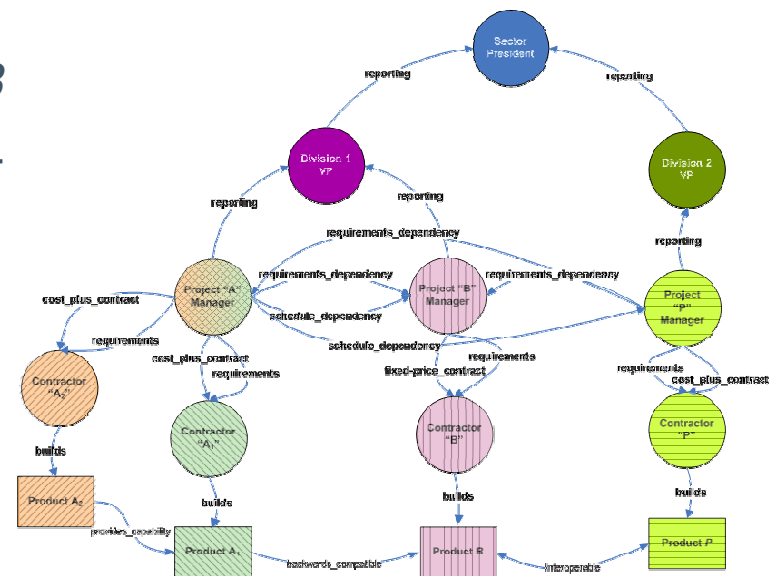 Sector
President
reporting
reporting
Division 1
VP
Division 2
VP
reporting
reporting
requirements_dependency
reporting
requirements_dependency
requirements_dependency
Project "A"
Manager
Project "B"
Manager
Project
"P"
Manager
cost_plus_contract
schedule_dependency
requirements
schedule_dependency
cost_plus_contract
requirements
requirements
fixed-price_contract
requirements
cost_plus_contract
Contractor
"A₂"
Contractor
"A₁"
Contractor
"B"
Contractor
"P"
builds
builds
builds
builds
Product A₂
provides_capability
Product A₁
backwards_compatible
Product B
interoperable
Product P